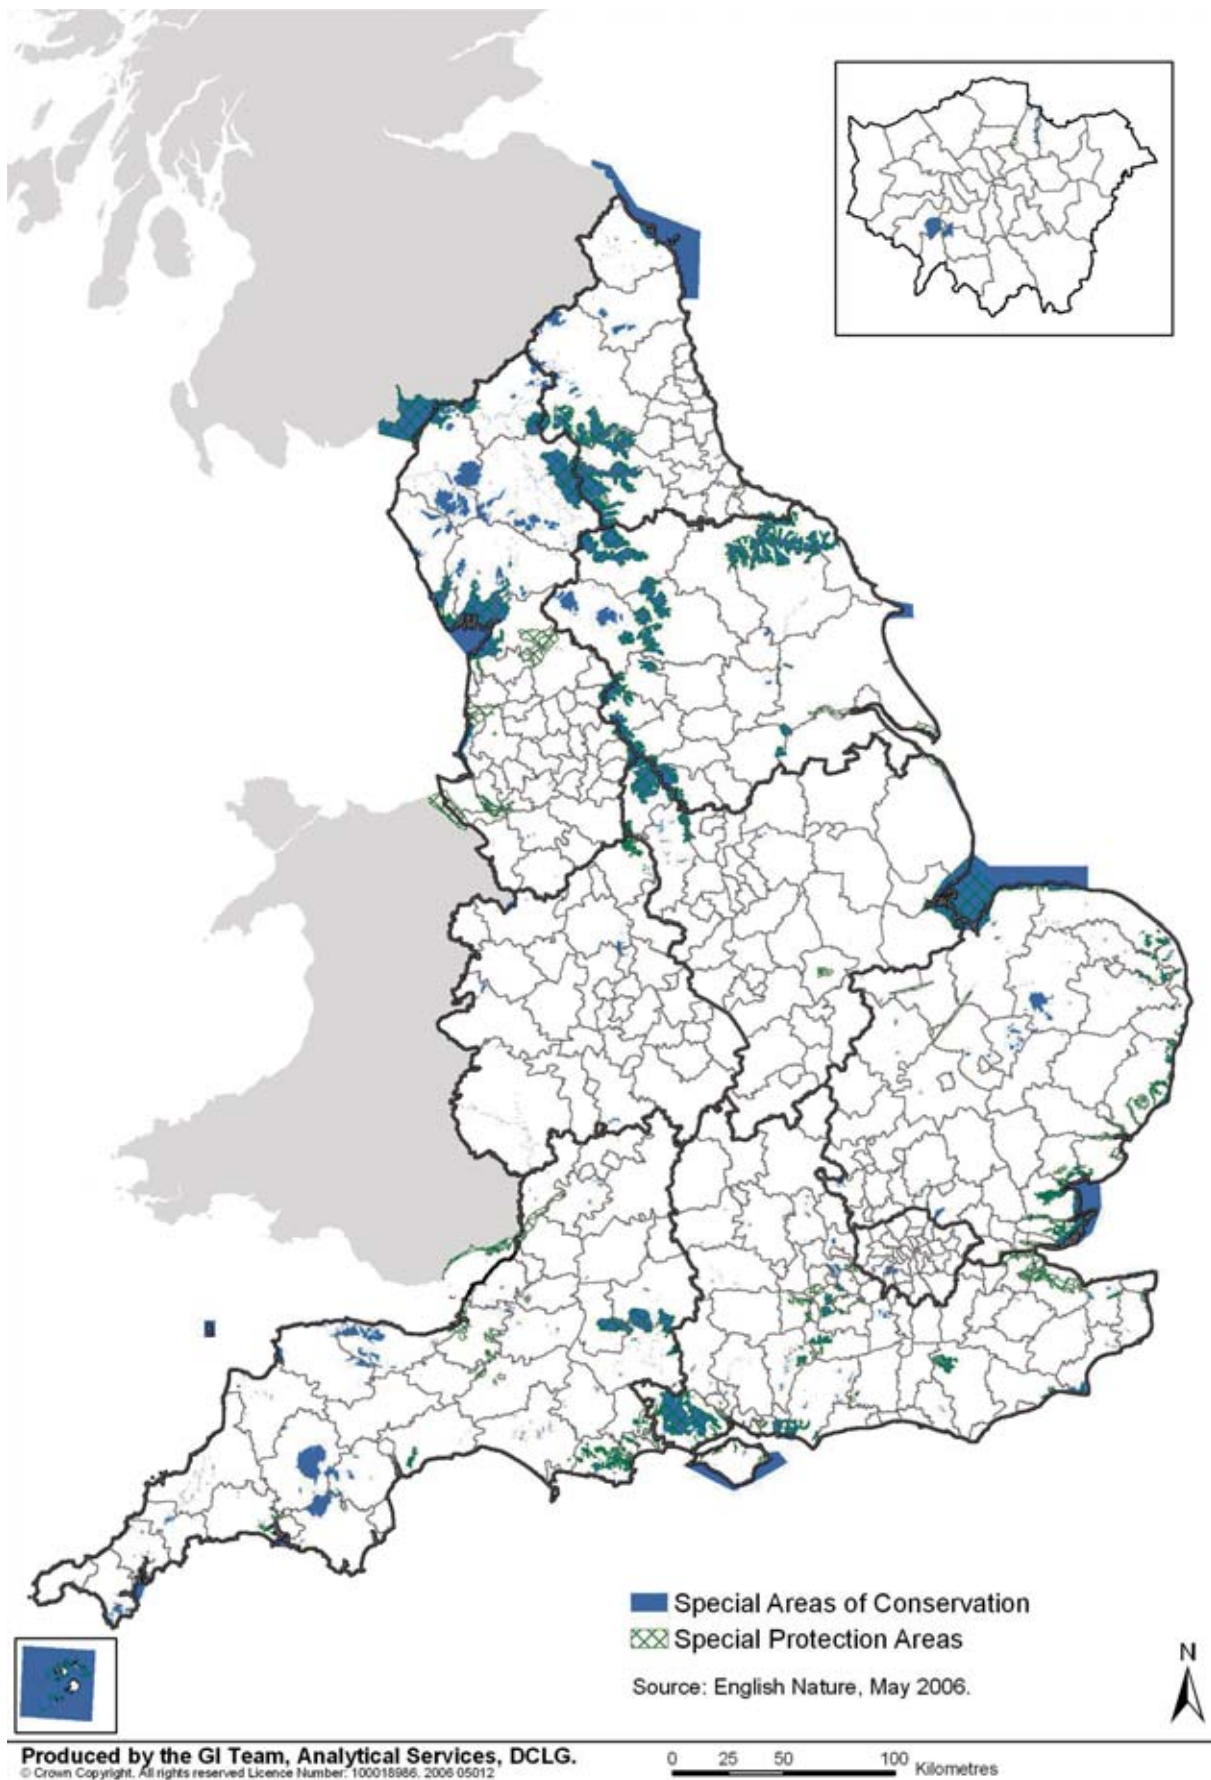 Special Areas of Conservation
Special Protection Areas
Source: English Nature, May 2006.
N
Produced by the GI Team, Analytical Services, DCLG.
© Crown Copyright. All rights reserved Licence Number: 100018986. 2006 05012
0 25 50 100 Kilometres